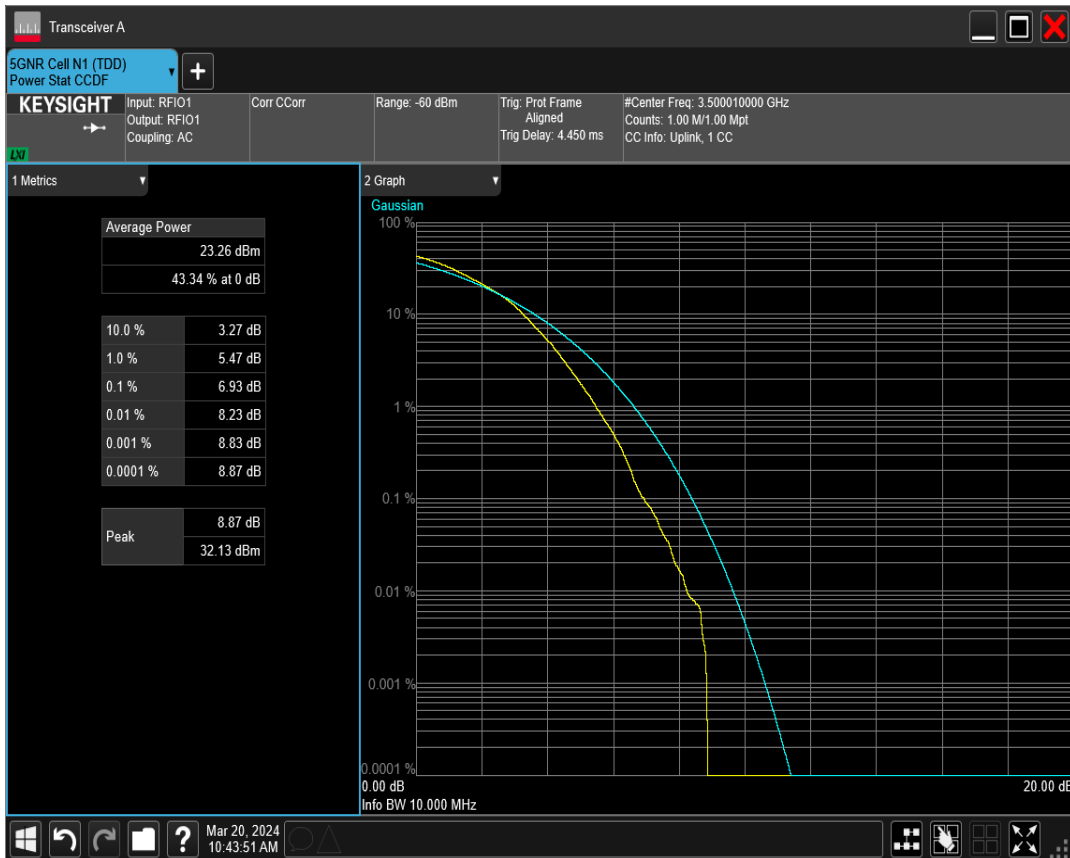 Transceiver A
5GNR Cell N1 (TDD)
Power Stat CCDF
KEYSIGHT
LXI
Input: RFIO1
Output: RFIO1
Coupling: AC
Corr CCorr
Range: -60 dBm
Trig: Prot Frame
Aligned
Trig Delay: 4.450 ms
#Center Freq: 3.500010000 GHz
Counts: 1.00 M/1.00 Mpt
CC Info: Uplink, 1 CC
1 Metrics
Average Power
23.26 dBm
43.34 % at 0 dB
10.0 % 3.27 dB
1.0 % 5.47 dB
0.1 % 6.93 dB
0.01 % 8.23 dB
0.001 % 8.83 dB
0.0001 % 8.87 dB
Peak 8.87 dB
32.13 dBm
2 Graph
Gaussian
100 %
10 %
1 %
0.1 %
0.01 %
0.001 %
0.0001 %
0.00 dB 20.00 dB
Info BW 10.000 MHz
?
Mar 20, 2024
10:43:51 AM